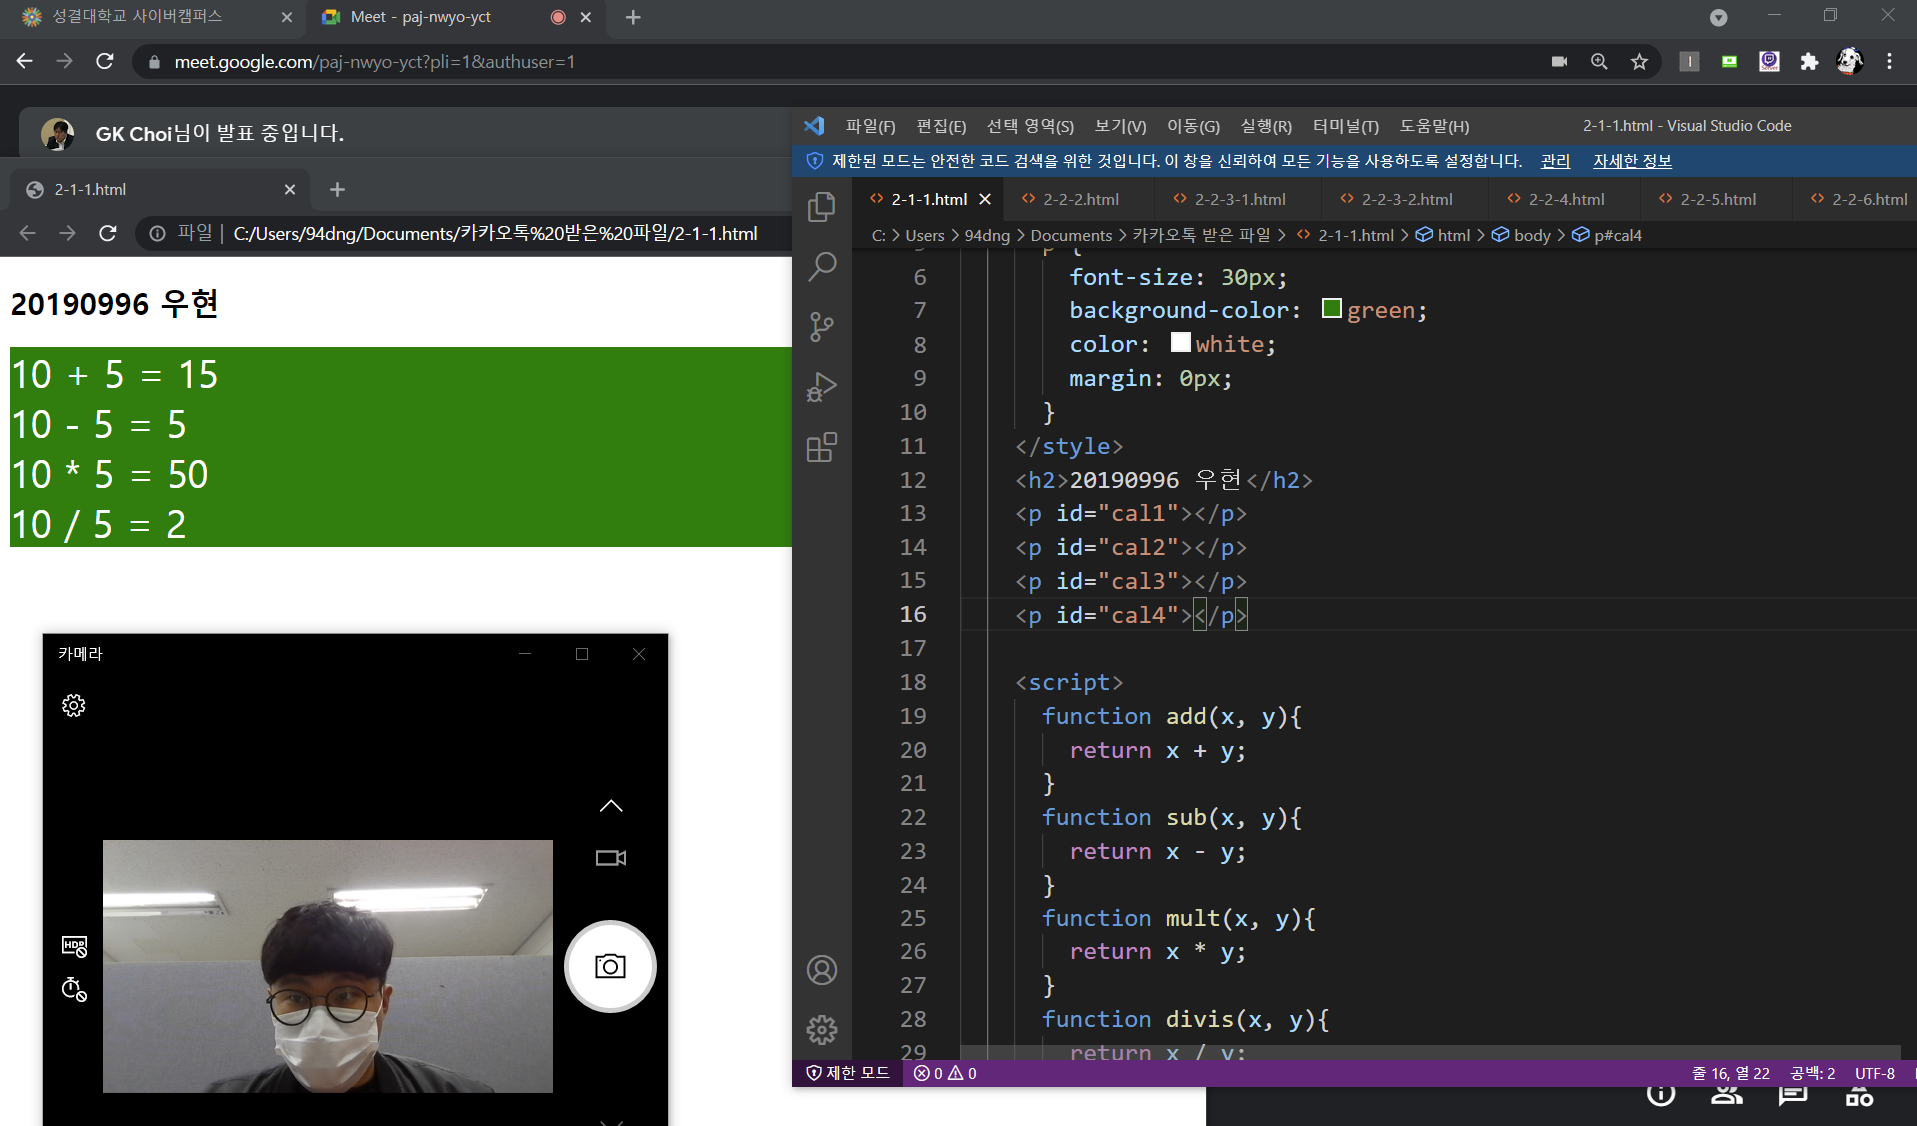 성결대학교 사이버캠퍼스
Meet - paj-nwyo-yct
meet.google.com/paj-nwyo-yct?pli=1&authuser=1
GK Choi님이 발표 중입니다.
2-1-1.html
파일 | C:/Users/94dng/Documents/카카오톡%20받은%20파일/2-1-1.html
20190996 우현
10 + 5 = 15
10 - 5 = 5
10 * 5 = 50
10 / 5 = 2
카메라
HDR
파일(F) 편집(E) 선택 영역(S) 보기(V) 이동(G) 실행(R) 터미널(T) 도움말(H) 2-1-1.html - Visual Studio Code
제한된 모드는 안전한 코드 검색을 위한 것입니다. 이 창을 신뢰하여 모든 기능을 사용하도록 설정합니다. 관리 자세한 정보
2-1-1.html 2-2-2.html 2-2-3-1.html 2-2-3-2.html 2-2-4.html 2-2-5.html 2-2-6.html
C: > Users > 94dng > Documents > 카카오톡 받은 파일 > 2-1-1.html > html > body > p#cal4
5 p {
6 font-size: 30px;
7 background-color: green;
8 color: white;
9 margin: 0px;
10 }
11 </style>
12 <h2>20190996 우현</h2>
13 <p id="cal1"></p>
14 <p id="cal2"></p>
15 <p id="cal3"></p>
16 <p id="cal4"></p>
17
18 <script>
19 function add(x, y){
20 return x + y;
21 }
22 function sub(x, y){
23 return x - y;
24 }
25 function mult(x, y){
26 return x * y;
27 }
28 function divis(x, y){
29 return x / y;
제한 모드 0 0 줄 16, 열 22 공백: 2 UTF-8